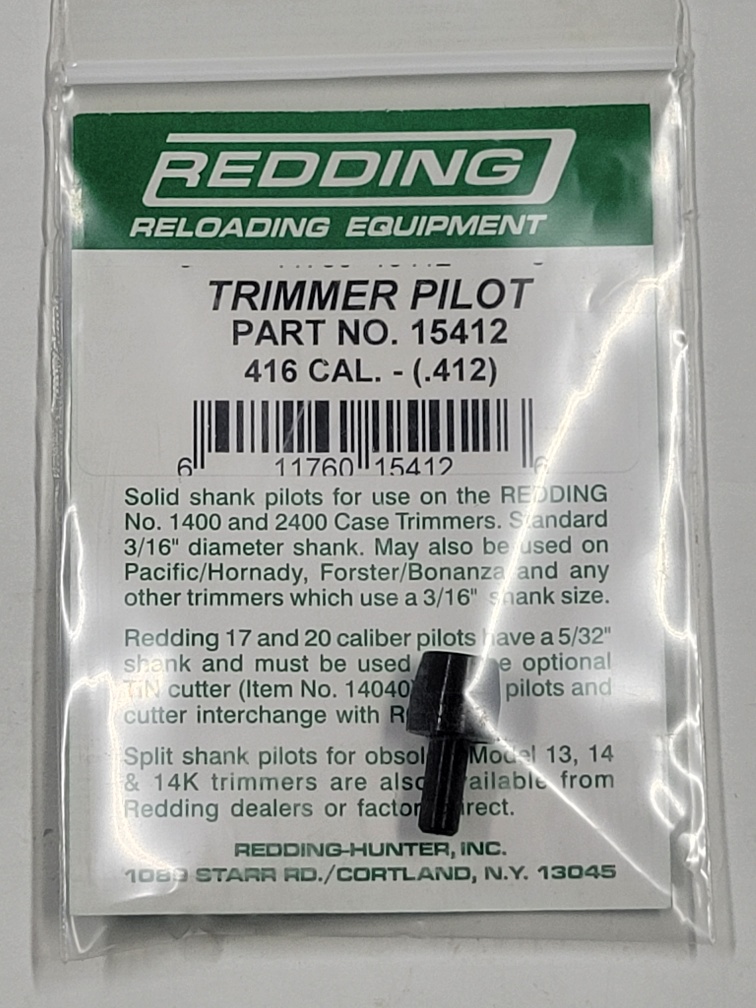 REDDING
RELOADING EQUIPMENT
TRIMMER PILOT
PART NO. 15412
416 CAL. - (.412)
6 11760 15412 6
Solid shank pilots for use on the REDDING
No. 1400 and 2400 Case Trimmers. Standard
3/16" diameter shank. May also be used on
Pacific/Hornady, Forster/Bonanza and any
other trimmers which use a 3/16" shank size.
Redding 17 and 20 caliber pilots have a 5/32"
shank and must be used optional
TiN cutter (Item No. 14040) pilots and
cutter interchange with
Split shank pilots for Model 13, 14
& 14K trimmers are also available from
Redding dealers or factory direct.
REDDING-HUNTER, INC.
1089 STARR RD./CORTLAND, N.Y. 13045